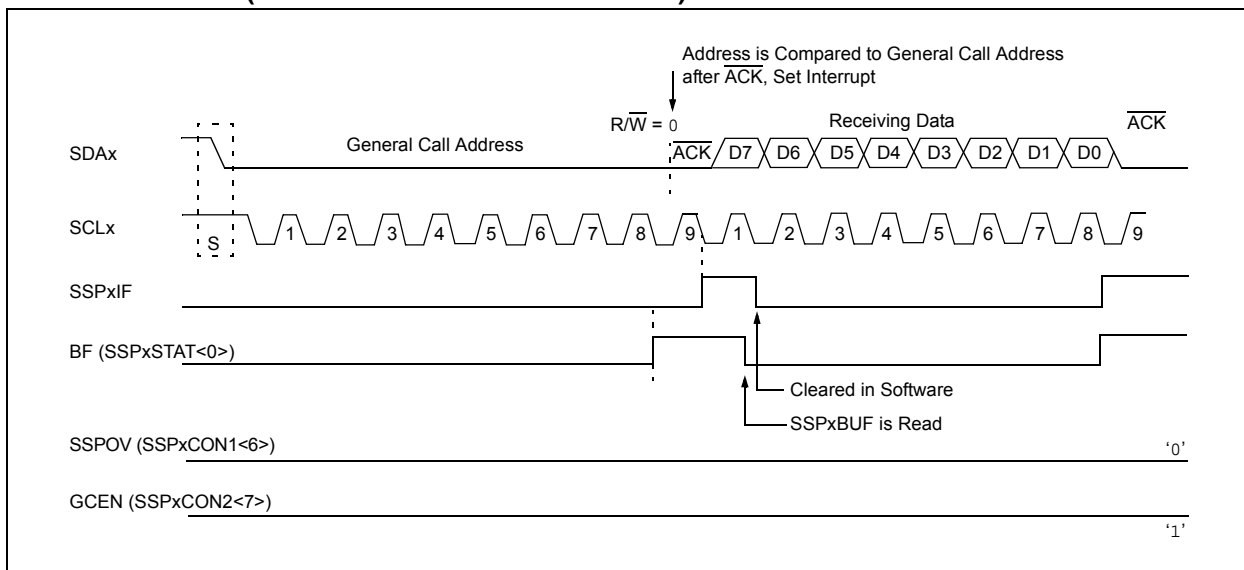 Address is Compared to General Call Address
after ACK, Set Interrupt
R/W = 0
Receiving Data
ACK
SDAx
General Call Address
ACK
D7
D6
D5
D4
D3
D2
D1
D0
SCLx
S
1
2
3
4
5
6
7
8
9
1
2
3
4
5
6
7
8
9
SSPxIF
BF (SSPxSTAT<0>)
Cleared in Software
SSPxBUF is Read
SSPOV (SSPxCON1<6>)
‘0’
GCEN (SSPxCON2<7>)
‘1’